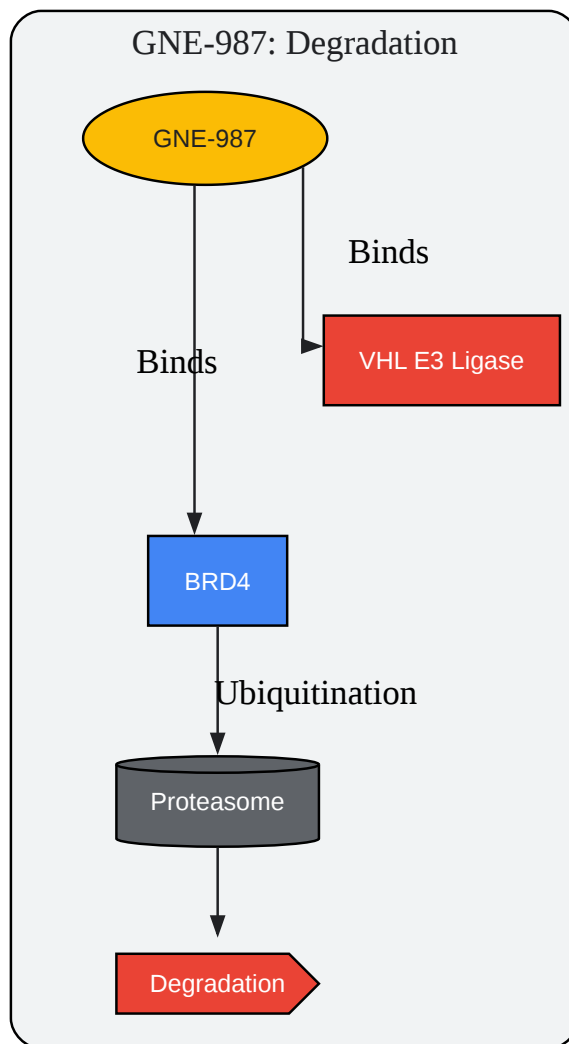 GNE-987: Degradation
GNE-987
Binds
VHL E3 Ligase
Binds
BRD4
Ubiquitination
Proteasome
Degradation